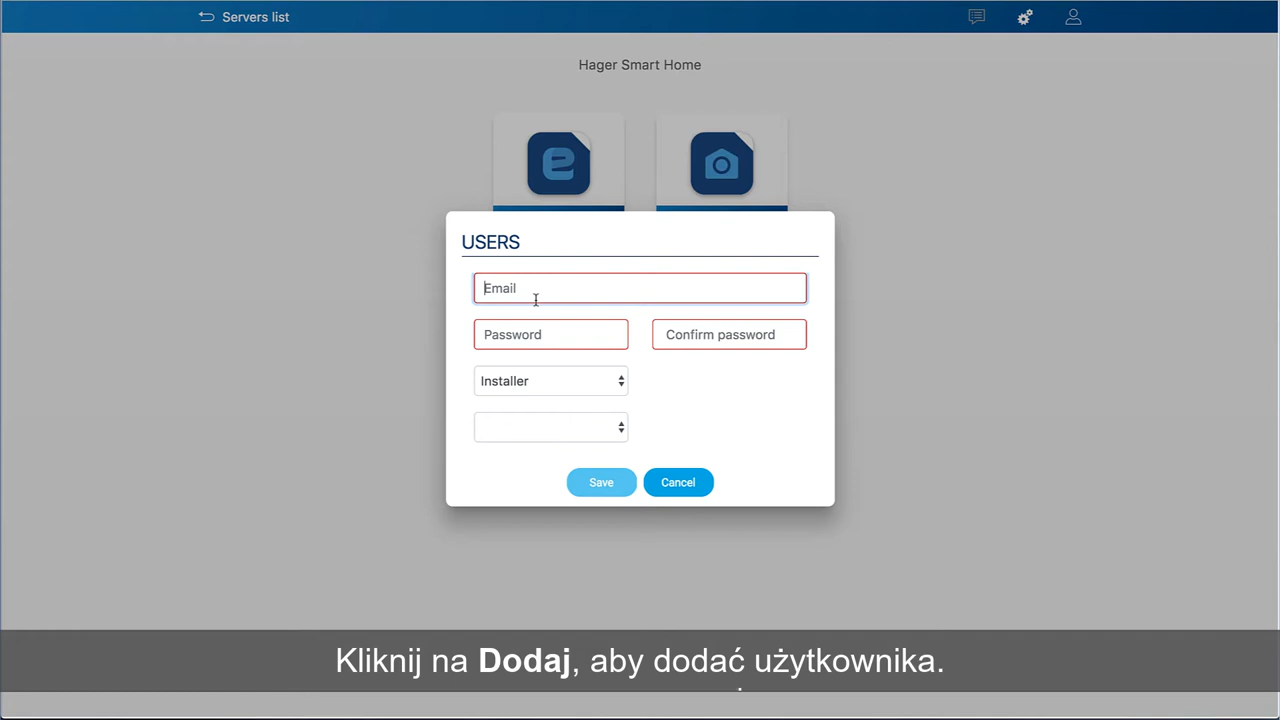 Servers list
Hager Smart Home
USERS
Email
Password
Confirm password
Installer
Save
Cancel
Kliknij na Dodaj, aby dodać użytkownika.